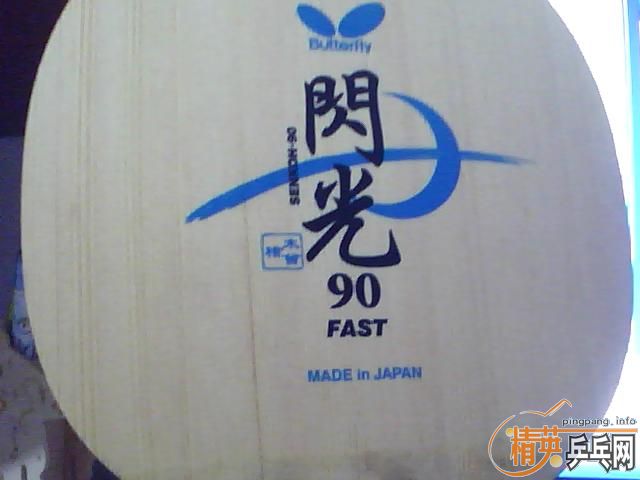 Butterfly
閃光
SENKOH-90
木曽檜
90
FAST
MADE in JAPAN
pingpang.info
精英乒乓网